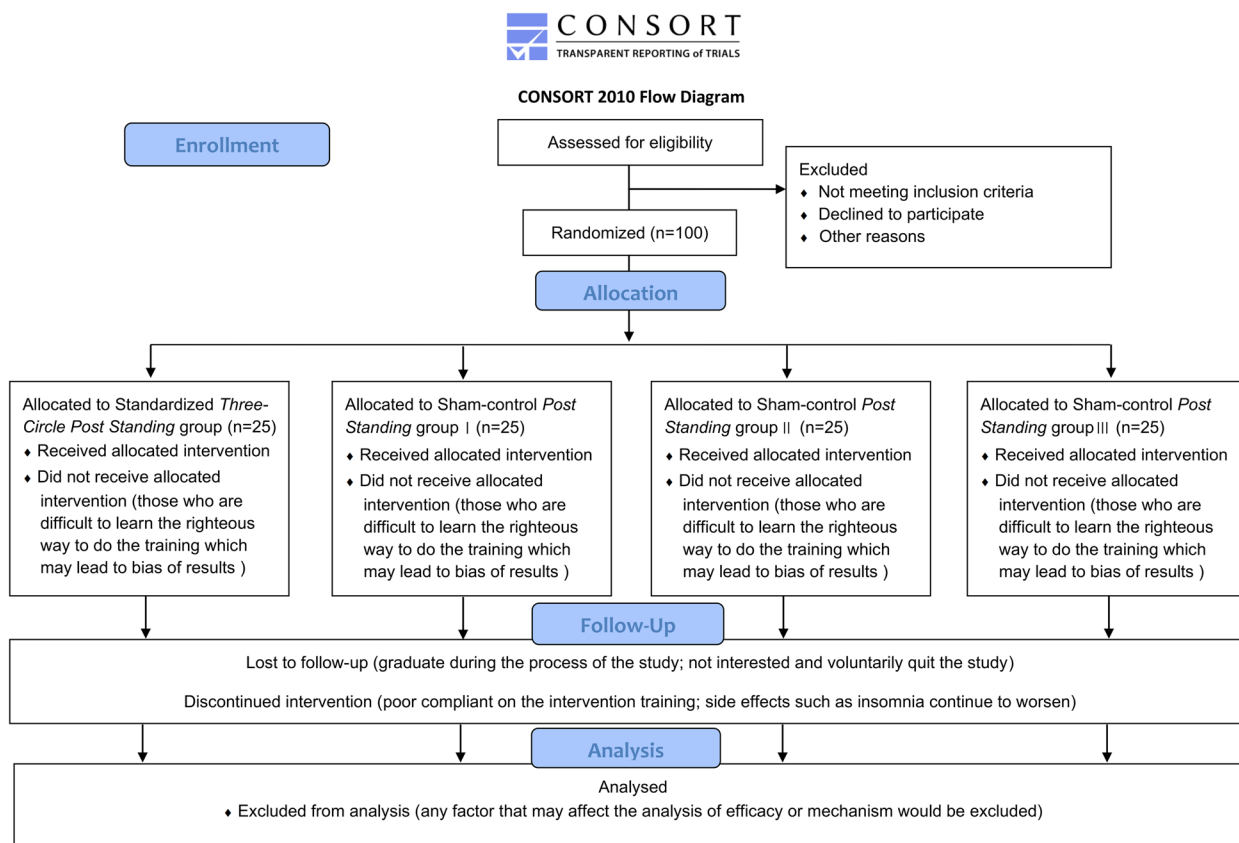 CONSORT
TRANSPARENT REPORTING of TRIALS
CONSORT 2010 Flow Diagram
Enrollment
Assessed for eligibility
Excluded
♦ Not meeting inclusion criteria
♦ Declined to participate
♦ Other reasons
Randomized (n=100)
Allocation
Allocated to Standardized Three-
Circle Post Standing group (n=25)
♦ Received allocated intervention
♦ Did not receive allocated
intervention (those who are
difficult to learn the righteous
way to do the training which
may lead to bias of results )
Allocated to Sham-control Post
Standing group Ⅰ (n=25)
♦ Received allocated intervention
♦ Did not receive allocated
intervention (those who are
difficult to learn the righteous
way to do the training which
may lead to bias of results )
Allocated to Sham-control Post
Standing group Ⅱ (n=25)
♦ Received allocated intervention
♦ Did not receive allocated
intervention (those who are
difficult to learn the righteous
way to do the training which
may lead to bias of results )
Allocated to Sham-control Post
Standing group Ⅲ (n=25)
♦ Received allocated intervention
♦ Did not receive allocated
intervention (those who are
difficult to learn the righteous
way to do the training which
may lead to bias of results )
Follow-Up
Lost to follow-up (graduate during the process of the study; not interested and voluntarily quit the study)
Discontinued intervention (poor compliant on the intervention training; side effects such as insomnia continue to worsen)
Analysis
Analysed
♦ Excluded from analysis (any factor that may affect the analysis of efficacy or mechanism would be excluded)